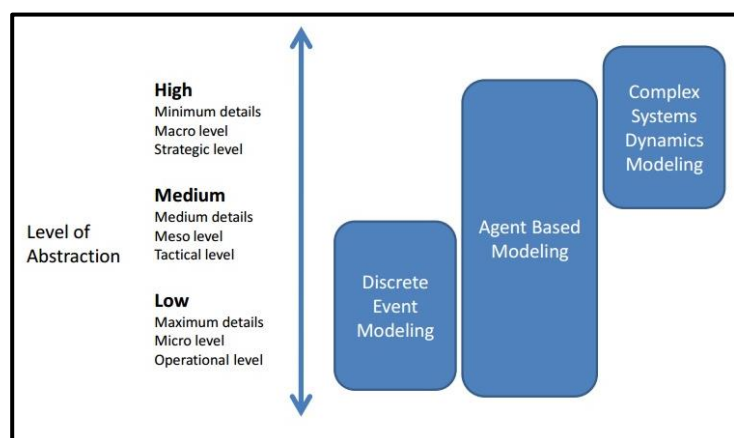 Level of
Abstraction
High
Minimum details
Macro level
Strategic level
Medium
Medium details
Meso level
Tactical level
Low
Maximum details
Micro level
Operational level
Discrete
Event
Modeling
Agent Based
Modeling
Complex
Systems
Dynamics
Modeling